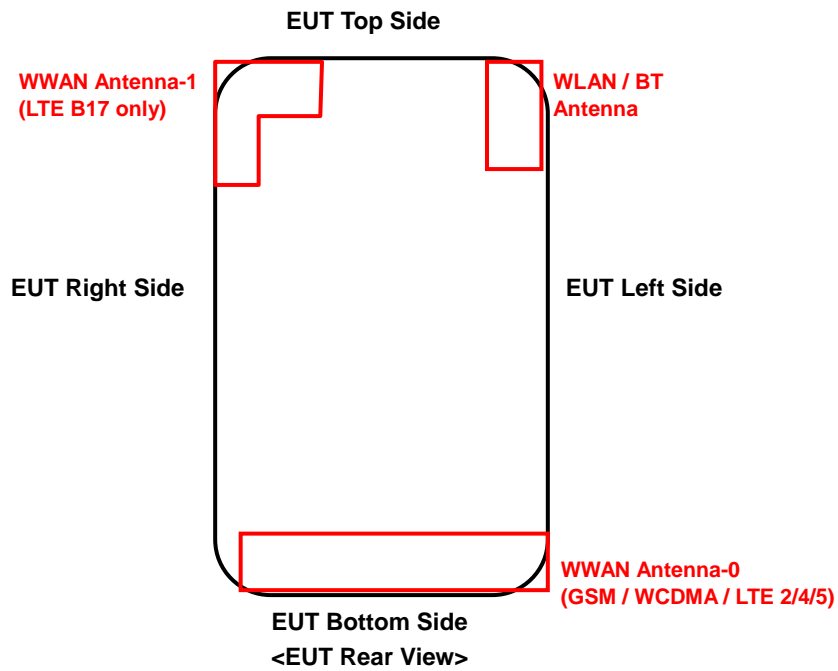 EUT Top Side
WWAN Antenna-1
(LTE B17 only)
WLAN / BT
Antenna
EUT Right Side
EUT Left Side
WWAN Antenna-0
(GSM / WCDMA / LTE 2/4/5)
EUT Bottom Side
<EUT Rear View>